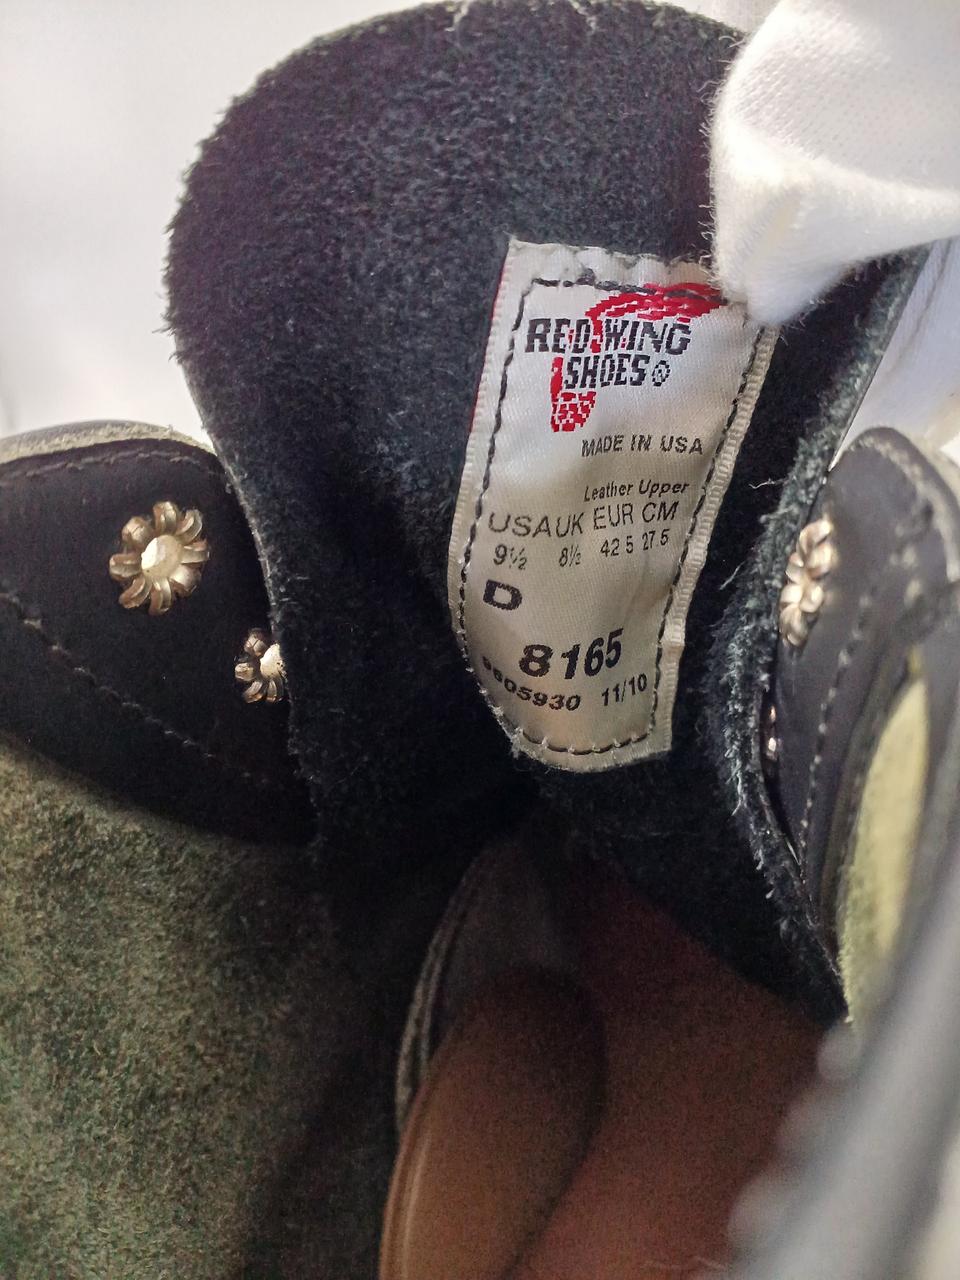 RED WING
SHOES®
MADE IN USA
Leather Upper
USA UK EUR CM
9½ 8½ 42 5 27.5
D
8165
605930 11/10